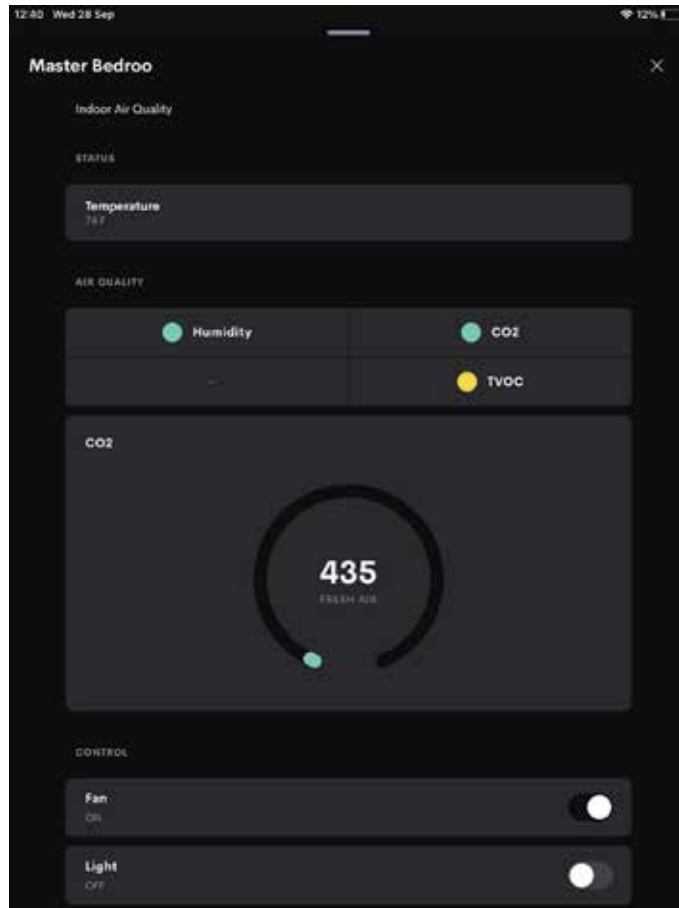 12:40 Wed 28 Sep 12%
Master Bedroo
Indoor Air Quality
STATUS
Temperature
74 F
AIR QUALITY
Humidity CO2
-- TVOC
CO2
435
FRESH AIR
CONTROL
Fan
ON
Light
OFF